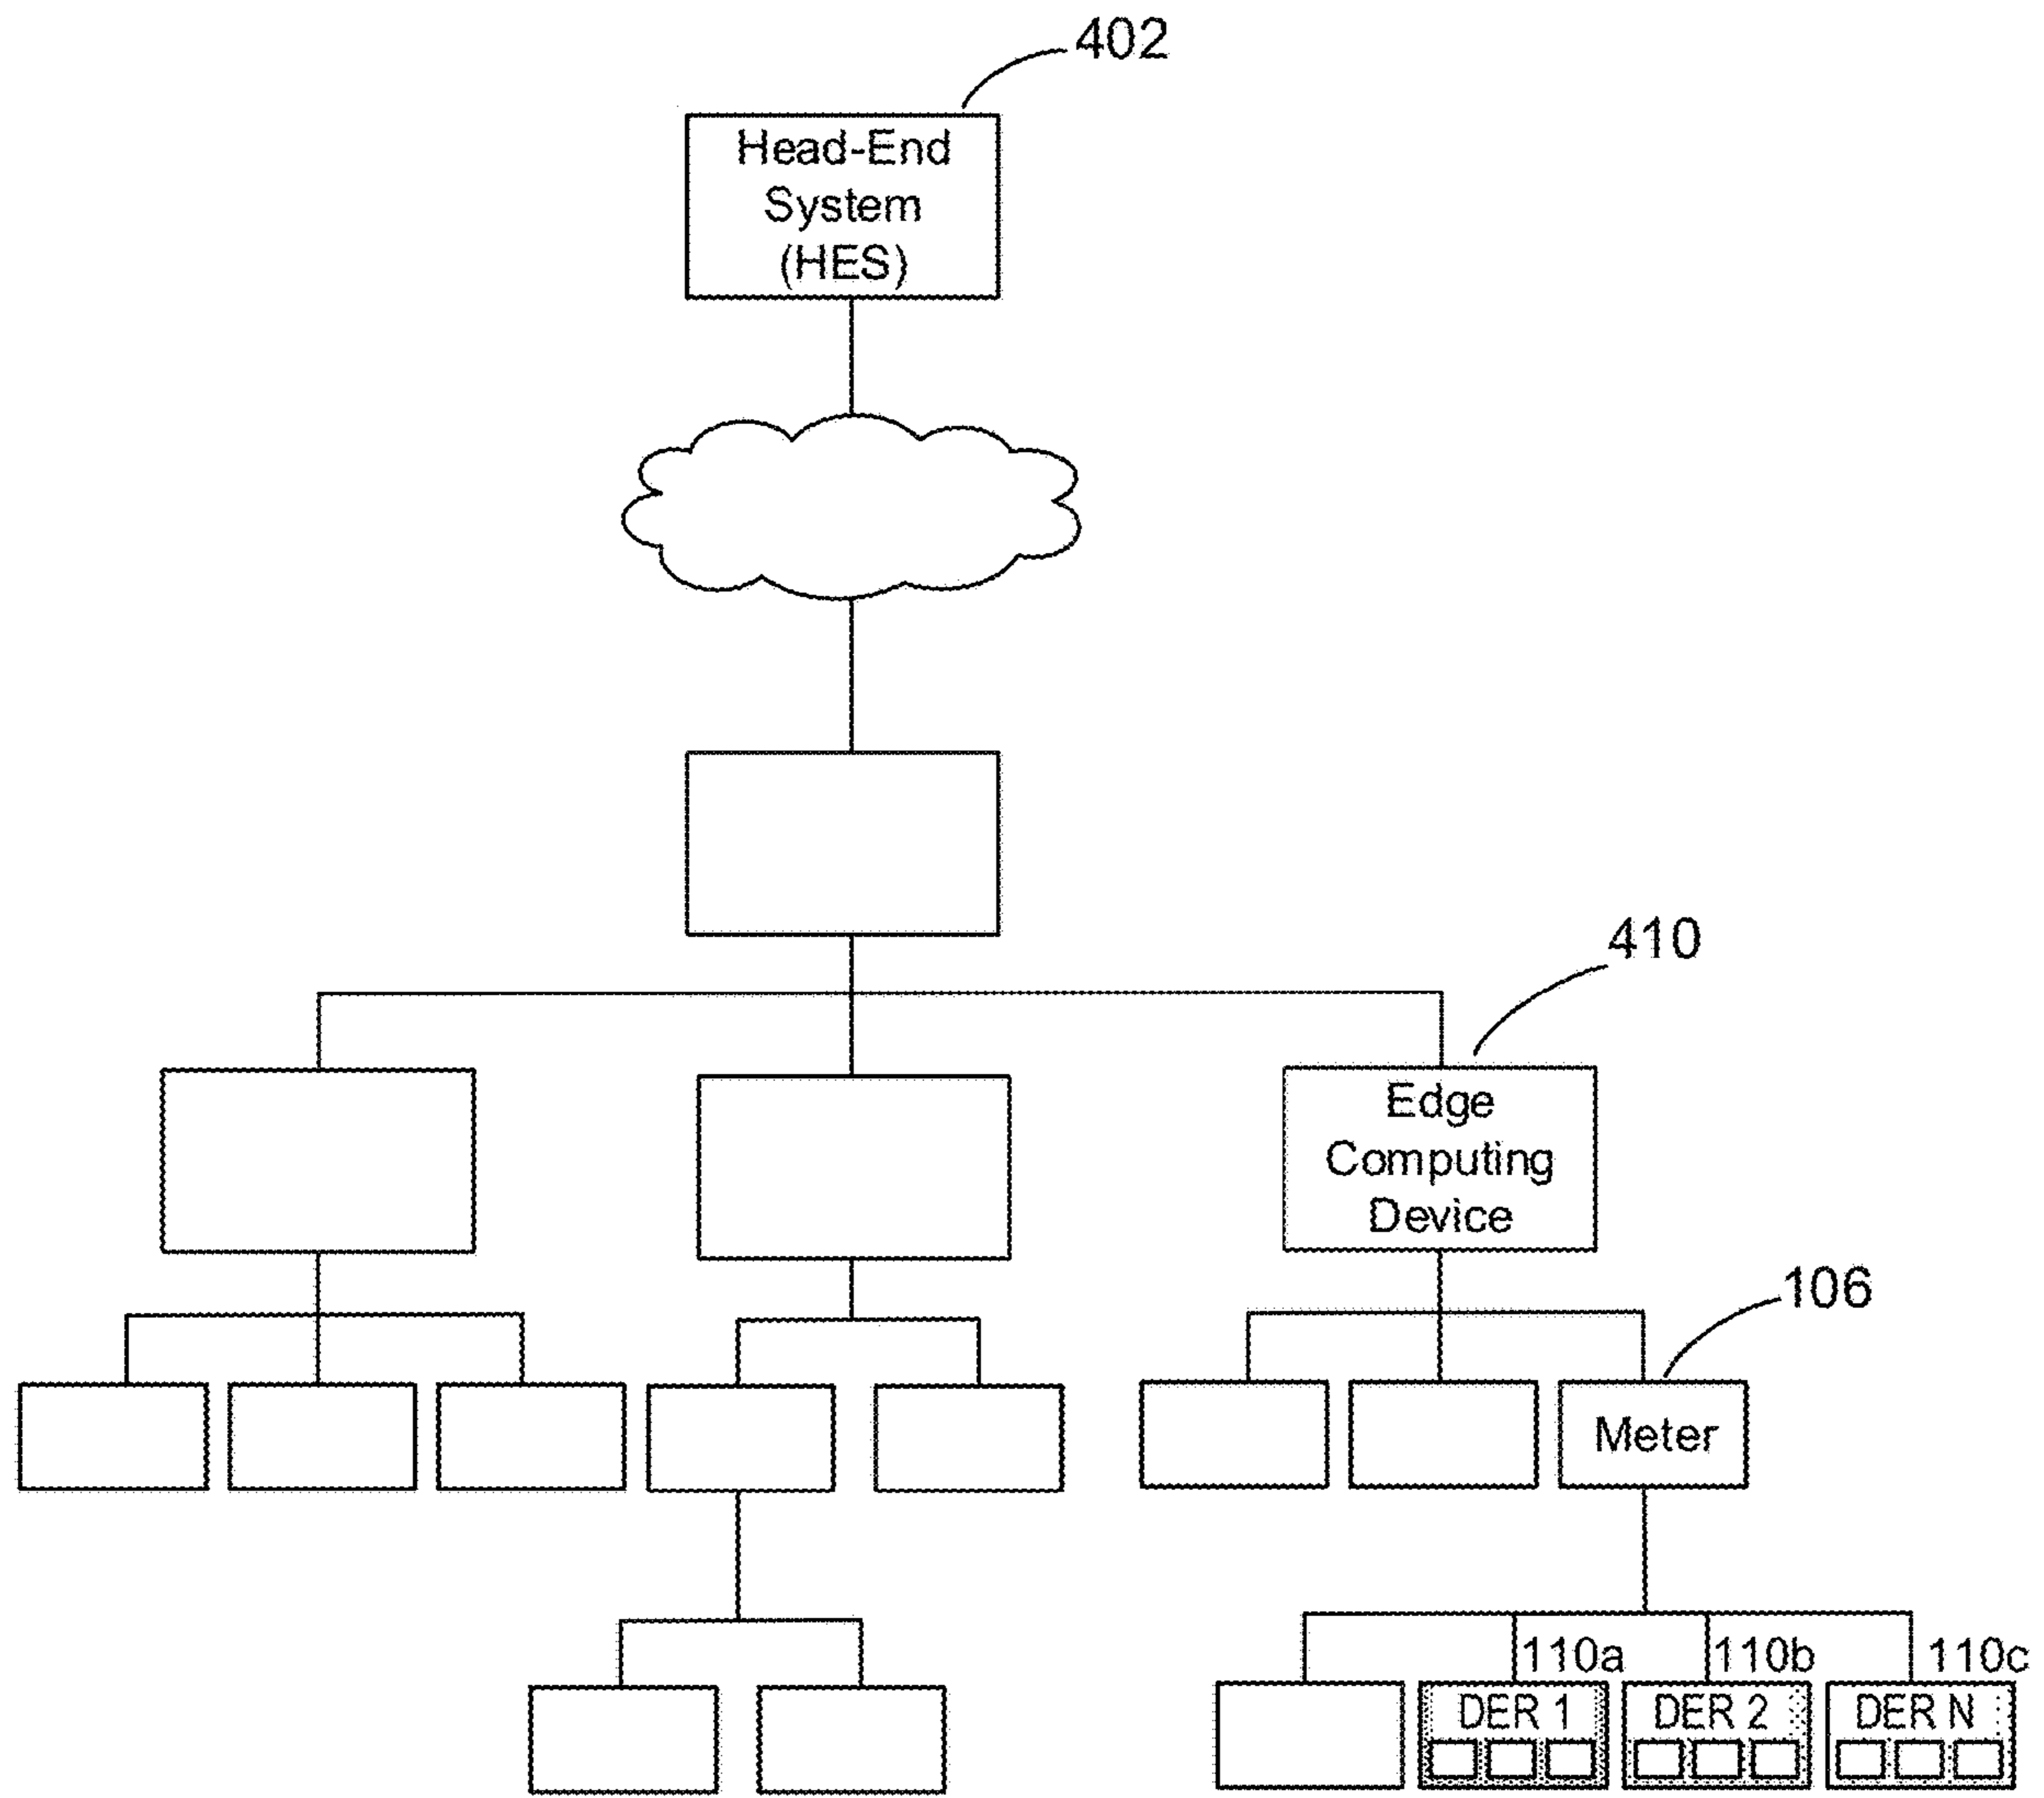 402
Head-End
System
(HES)
410
Edge
Computing
Device
106
Meter
110a
110b
110c
DER 1
DER 2
DER N